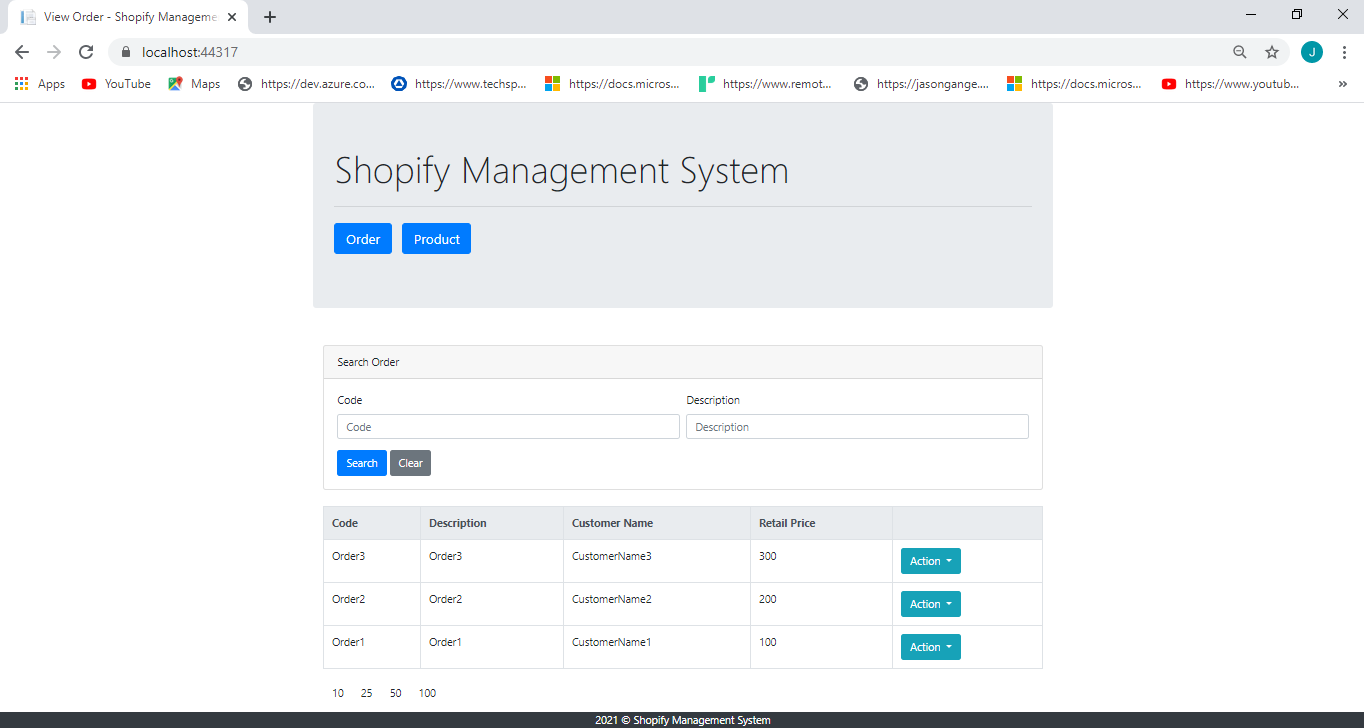 View Order - Shopify Manageme
localhost:44317
J
Apps YouTube Maps https://dev.azure.co... https://www.techsp... https://docs.micros... https://www.remot... https://jasongange.... https://docs.micros... https://www.youtub... »
Shopify Management System
Order Product
Search Order
Code Description
Code Description
Search Clear
Code Description Customer Name Retail Price
Order3 Order3 CustomerName3 300 Action
Order2 Order2 CustomerName2 200 Action
Order1 Order1 CustomerName1 100 Action
10 25 50 100
2021 © Shopify Management System